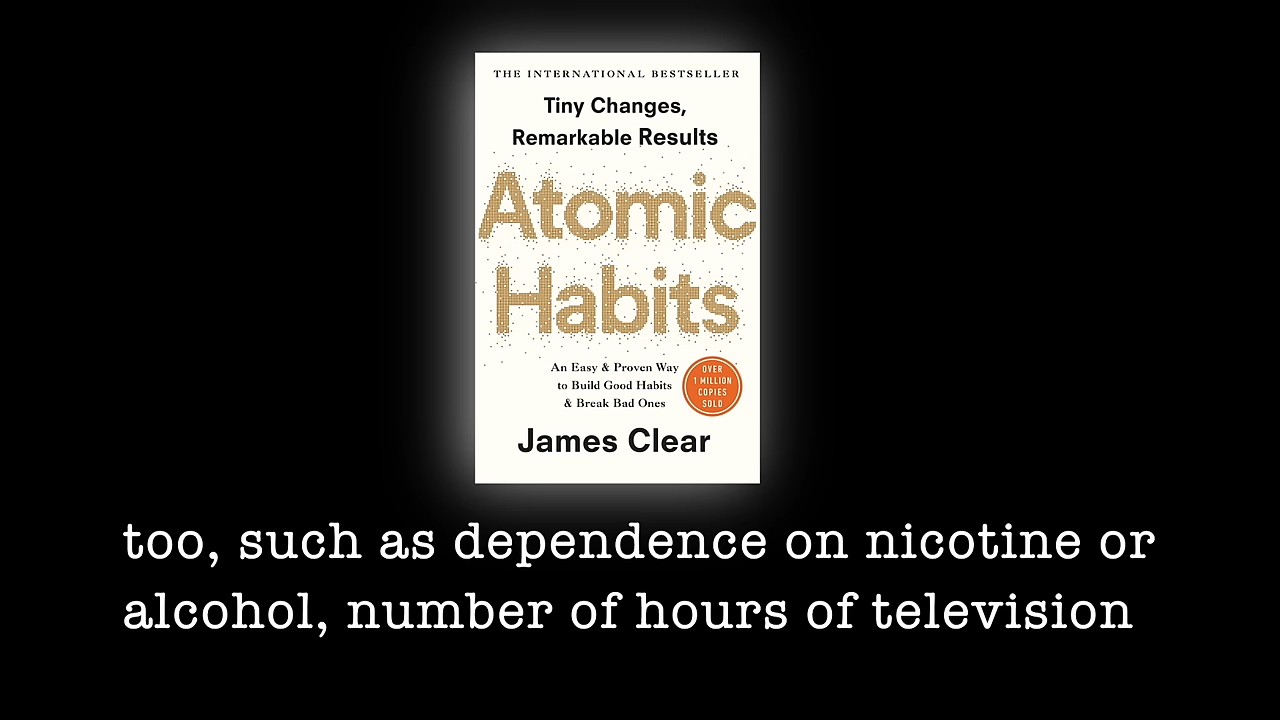 THE INTERNATIONAL BESTSELLER
Tiny Changes,
Remarkable Results
Atomic
Habits
An Easy & Proven Way
to Build Good Habits
& Break Bad Ones
OVER
1 MILLION
COPIES
SOLD
James Clear
too, such as dependence on nicotine or
alcohol, number of hours of television